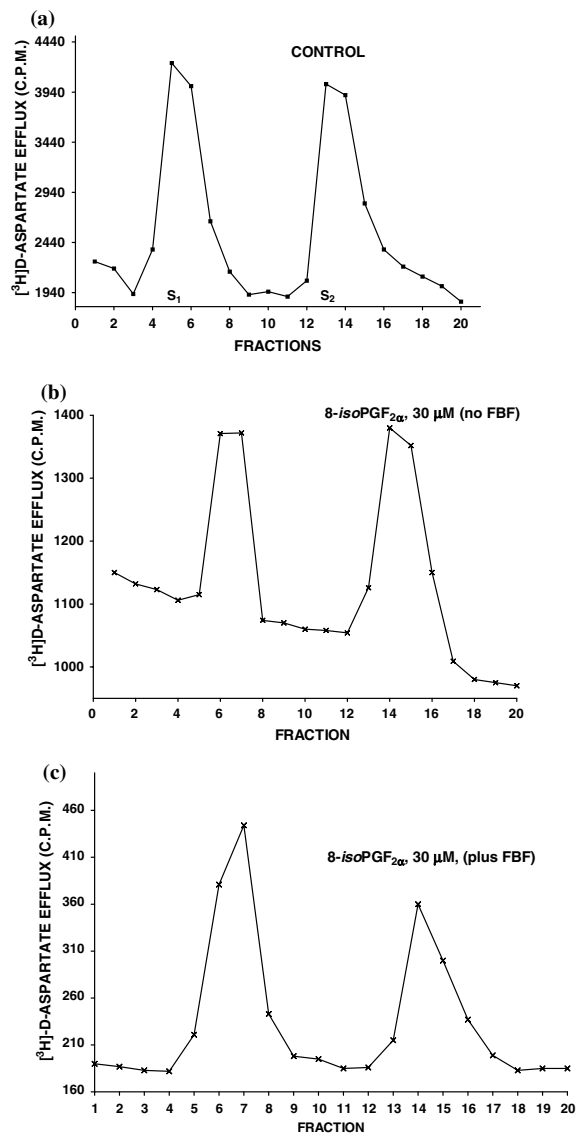 (a)
CONTROL
[³H]D-ASPARTATE EFFLUX (C.P.M.)
4440
3940
3440
2940
2440
1940
S₁
S₂
0 2 4 6 8 10 12 14 16 18 20
FRACTIONS
(b)
8-isoPGF₂α, 30 µM (no FBF)
[³H]D-ASPARTATE EFFLUX (C.P.M.)
1400
1300
1200
1100
1000
0 2 4 6 8 10 12 14 16 18 20
FRACTION
(c)
8-isoPGF₂α, 30 µM, (plus FBF)
[³H]-D-ASPARTATE EFFLUX (C.P.M.)
460
410
360
310
260
210
160
1 2 3 4 5 6 7 8 9 10 11 12 13 14 15 16 17 18 19 20
FRACTION